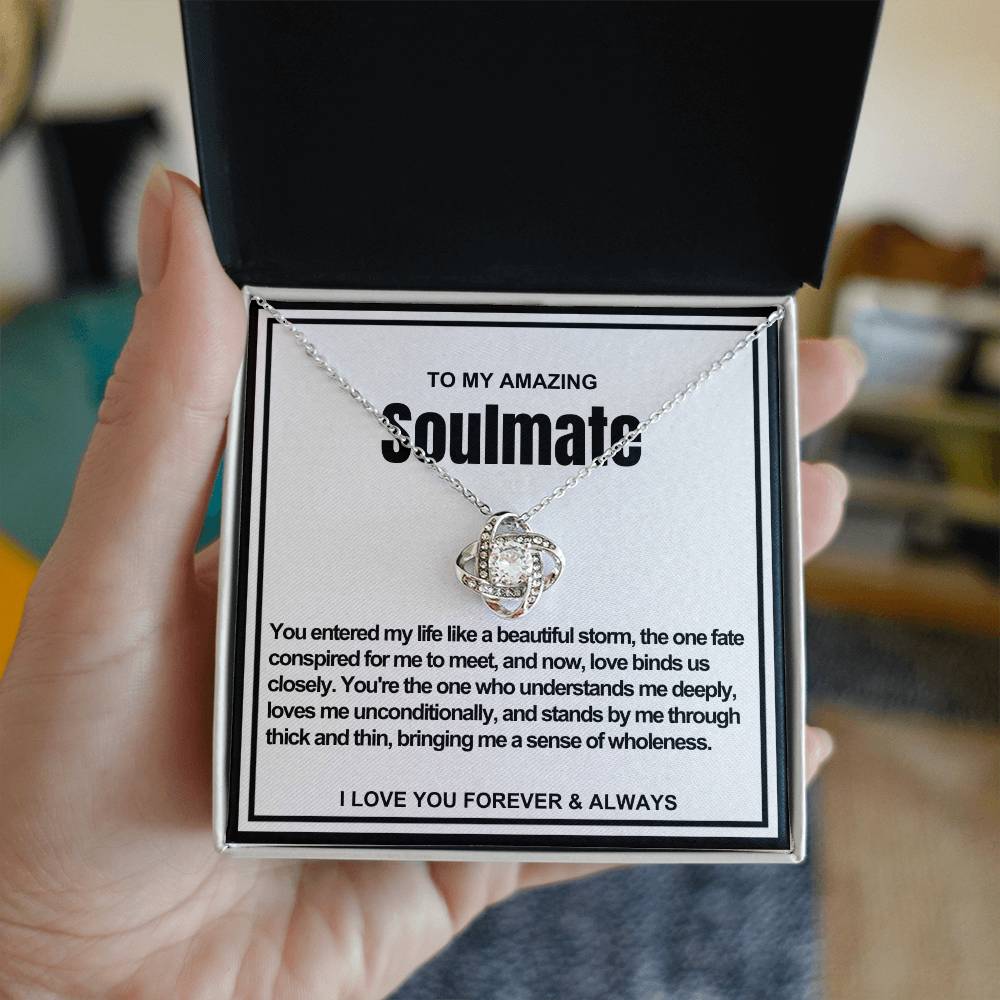 TO MY AMAZING
Soulmate
You entered my life like a beautiful storm, the one fate
conspired for me to meet, and now, love binds us
closely. You're the one who understands me deeply,
loves me unconditionally, and stands by me through
thick and thin, bringing me a sense of wholeness.
I LOVE YOU FOREVER & ALWAYS